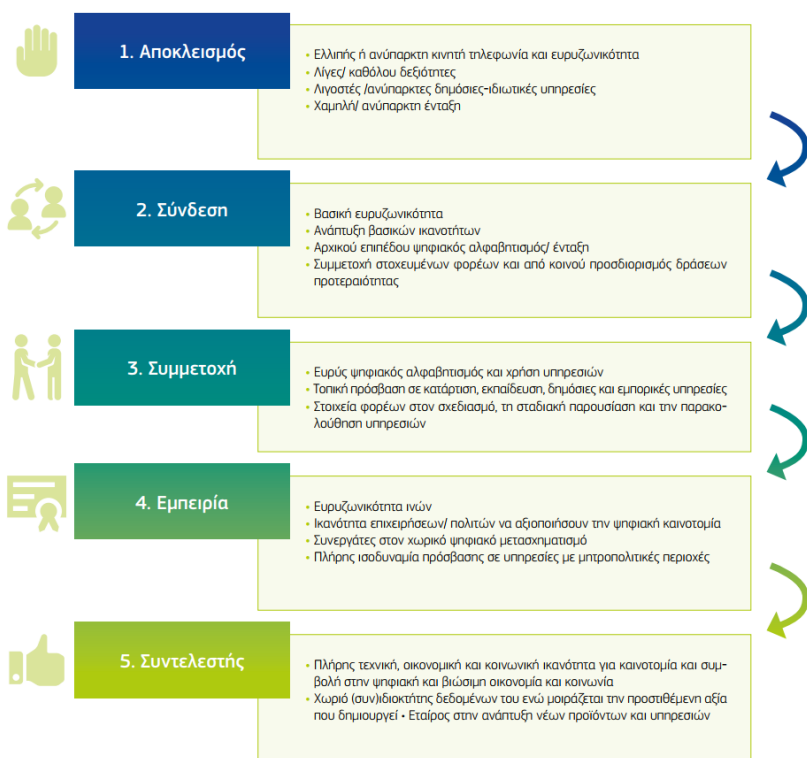 1. Αποκλεισμός
• Ελλιπής ή ανύπαρκτη κινητή τηλεφωνία και ευρυζωνικότητα
• Λίγες/ καθόλου δεξιότητες
• Λιγοστές /ανύπαρκτες δημόσιες-ιδιωτικές υπηρεσίες
• Χαμηλή/ ανύπαρκτη ένταξη
2. Σύνδεση
• Βασική ευρυζωνικότητα
• Ανάπτυξη βασικών ικανοτήτων
• Αρχικού επιπέδου ψηφιακός αλφαβητισμός/ ένταξη
• Συμμετοχή στοχευμένων φορέων και από κοινού προσδιορισμός δράσεων
προτεραιότητας
3. Συμμετοχή
• Ευρύς ψηφιακός αλφαβητισμός και χρήση υπηρεσιών
• Τοπική πρόσβαση σε κατάρτιση, εκπαίδευση, δημόσιες και εμπορικές υπηρεσίες
• Στοιχεία φορέων στον σχεδιασμό, τη σταδιακή παρουσίαση και την παρακο-
λούθηση υπηρεσιών
4. Εμπειρία
• Ευρυζωνικότητα ινών
• Ικανότητα επιχειρήσεων/ πολιτών να αξιοποιήσουν την ψηφιακή καινοτομία
• Συνεργάτες στον χωρικό ψηφιακό μετασχηματισμό
• Πλήρης ισοδυναμία πρόσβασης σε υπηρεσίες με μητροπολιτικές περιοχές
5. Συντελεστής
• Πλήρης τεχνική, οικονομική και κοινωνική ικανότητα για καινοτομία και συμ-
βολή στην ψηφιακή και βιώσιμη οικονομία και κοινωνία
• Χωριό (συν)ιδιοκτήτης δεδομένων του ενώ μοιράζεται την προστιθέμενη αξία
που δημιουργεί • Εταίρος στην ανάπτυξη νέων προϊόντων και υπηρεσιών